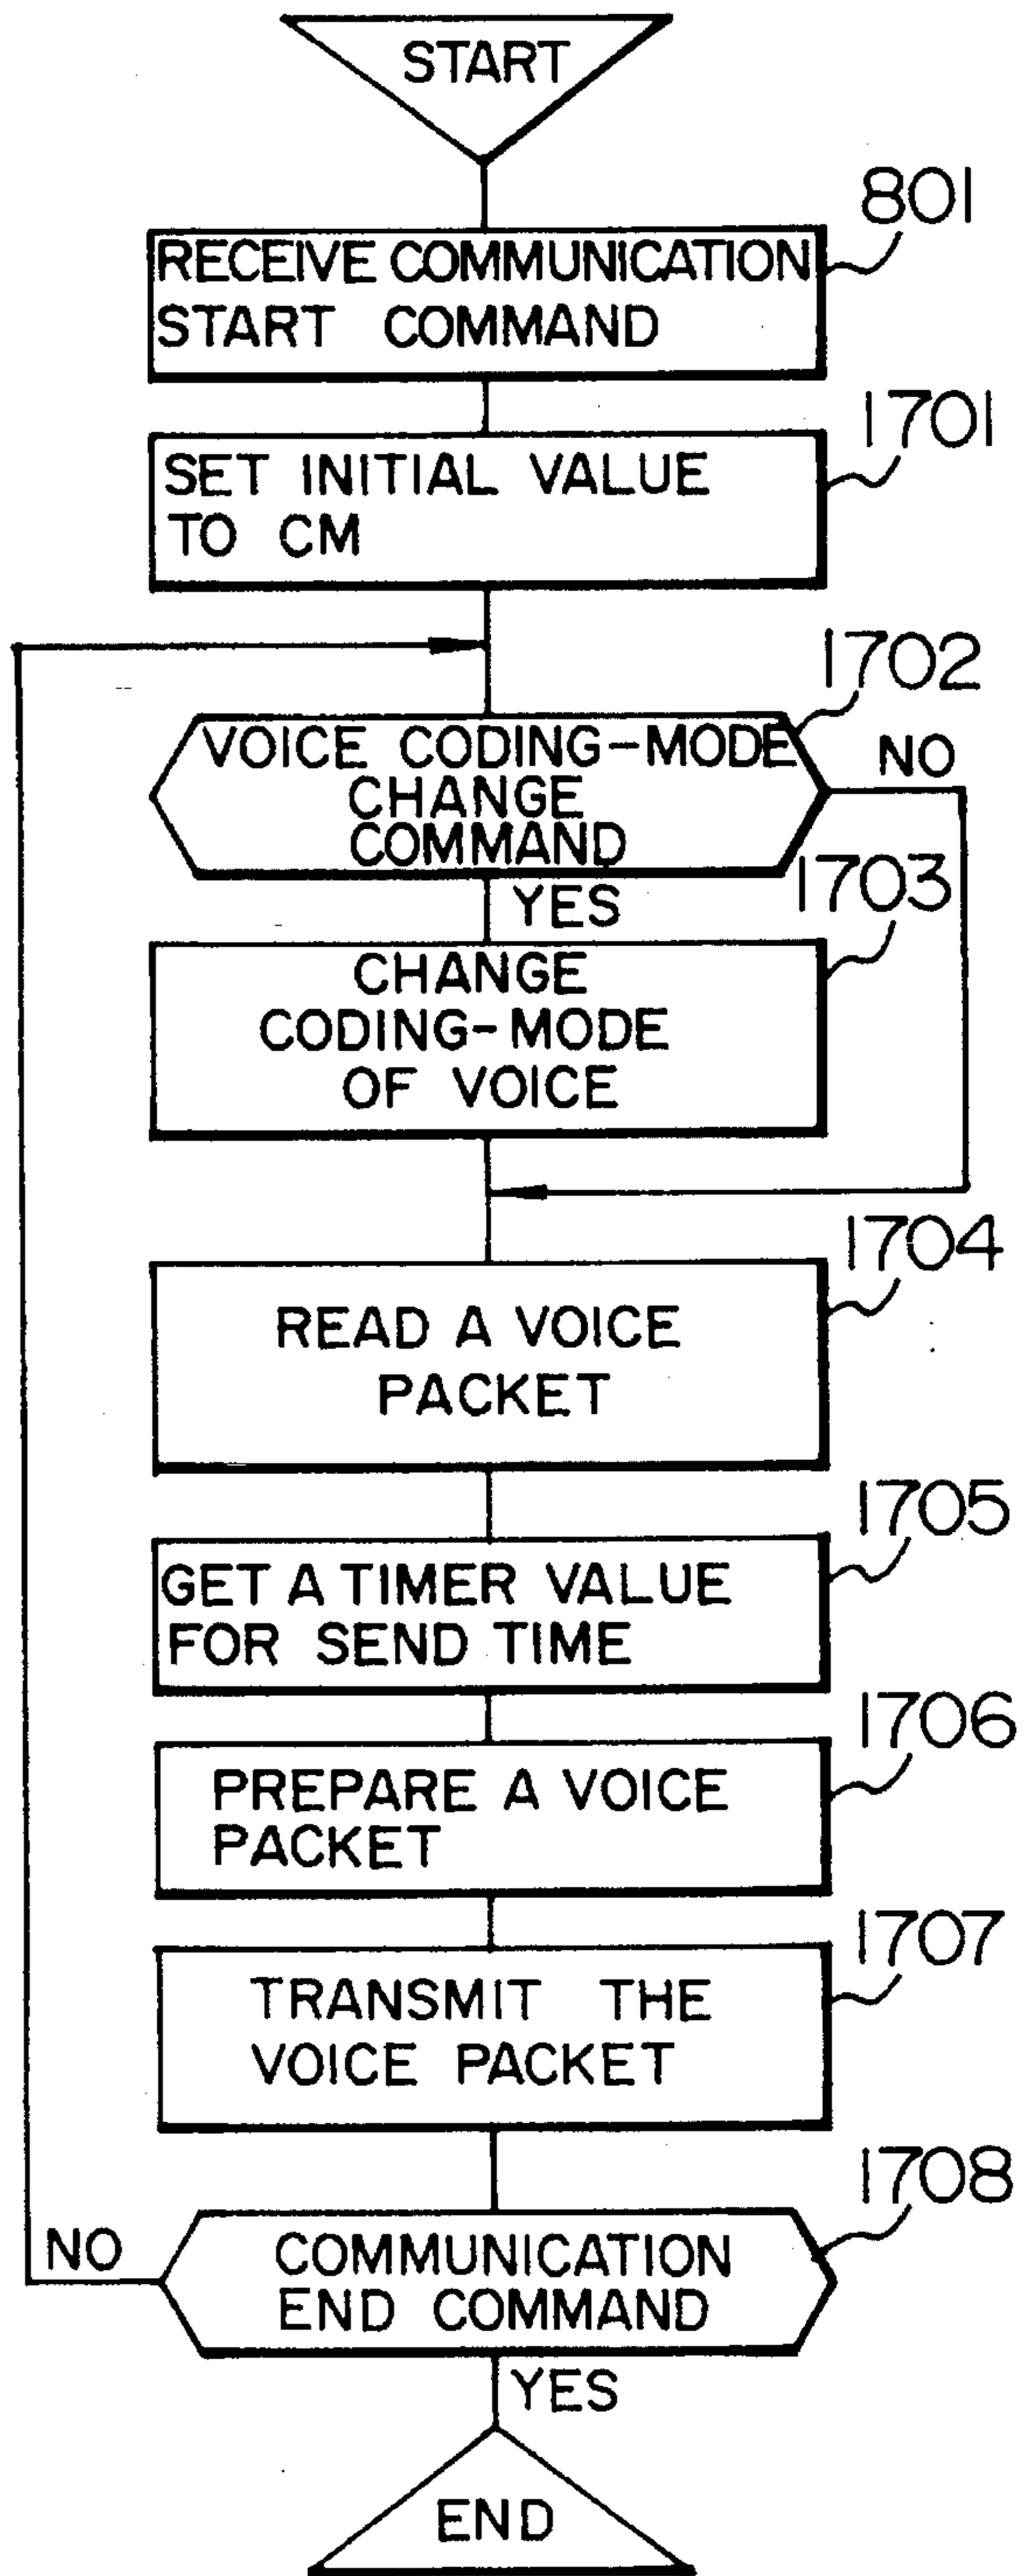 START
801
RECEIVE COMMUNICATION
START COMMAND
1701
SET INITIAL VALUE
TO CM
1702
VOICE CODING-MODE
CHANGE
COMMAND
NO
YES
1703
CHANGE
CODING-MODE
OF VOICE
1704
READ A VOICE
PACKET
1705
GET A TIMER VALUE
FOR SEND TIME
1706
PREPARE A VOICE
PACKET
1707
TRANSMIT THE
VOICE PACKET
1708
NO
COMMUNICATION
END COMMAND
YES
END